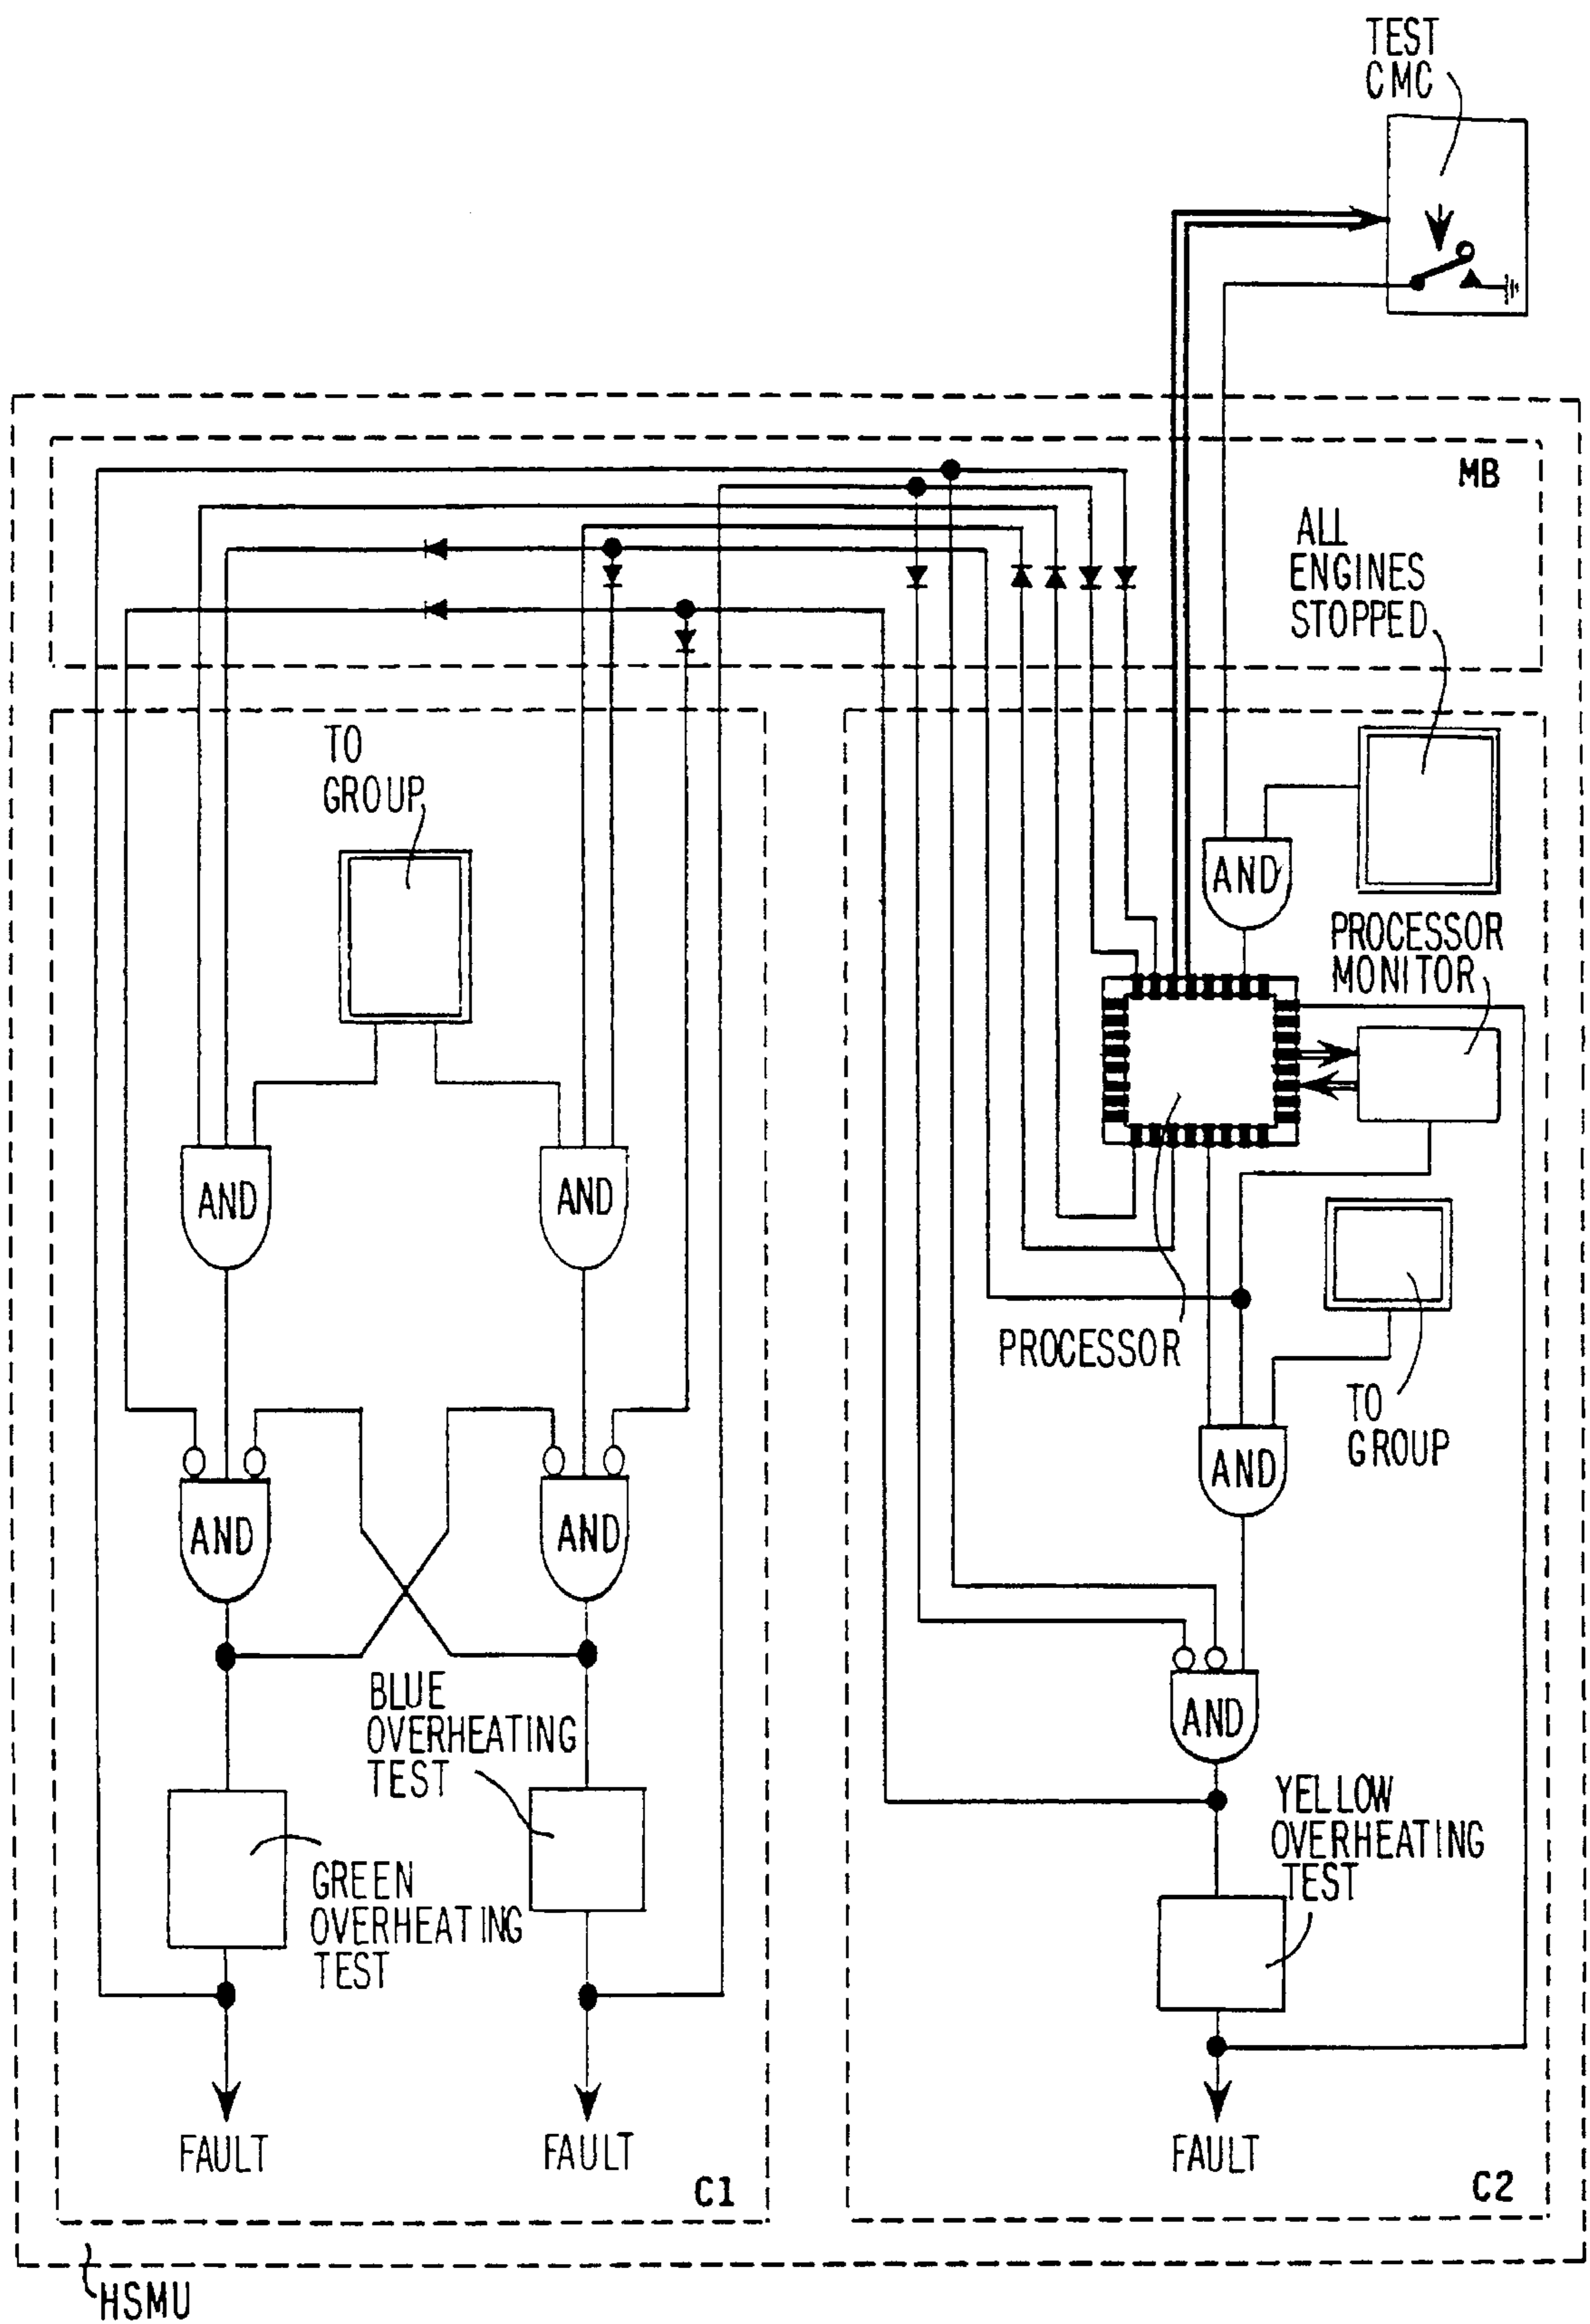 TEST
CMC
MB
ALL
ENGINES
STOPPED
TO
GROUP
AND
PROCESSOR
MONITOR
AND
AND
PROCESSOR
TO
GROUP
AND
AND
AND
BLUE
OVERHEATING
TEST
AND
YELLOW
OVERHEATING
TEST
GREEN
OVERHEATING
TEST
FAULT
FAULT
FAULT
C1
C2
HSMU